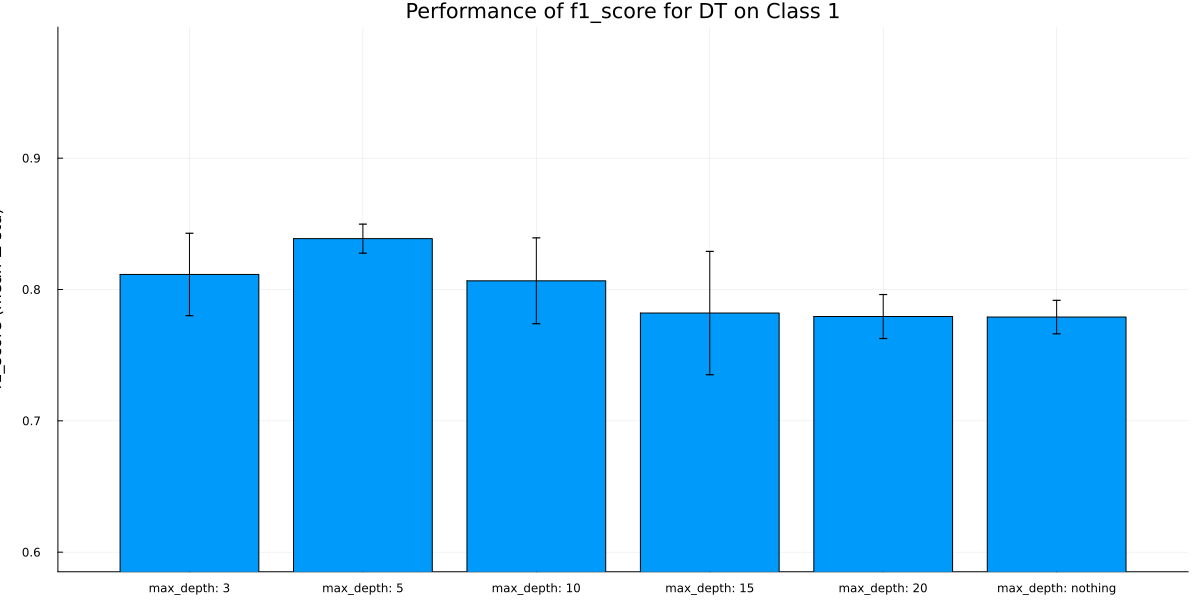 Performance of f1_score for DT on Class 1
0.9
0.8
0.7
0.6
max_depth: 3
max_depth: 5
max_depth: 10
max_depth: 15
max_depth: 20
max_depth: nothing